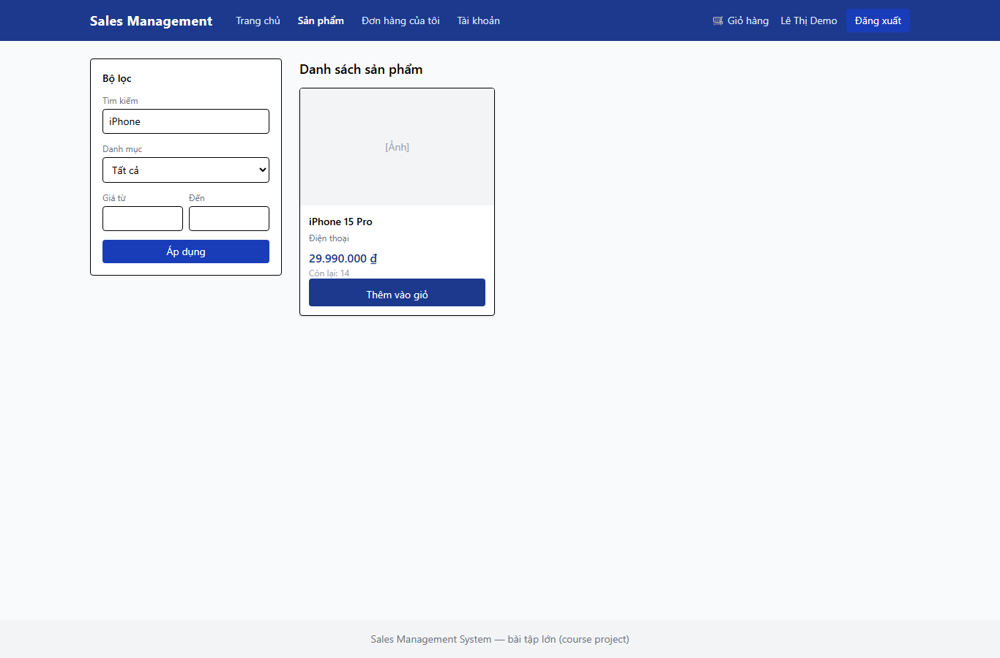 Sales Management Trang chủ Sản phẩm Đơn hàng của tôi Tài khoản 🛒 Giỏ hàng Lê Thị Demo Đăng xuất
Bộ lọc
Tìm kiếm
iPhone
Danh mục
Tất cả
Giá từ Đến
Áp dụng
Danh sách sản phẩm
[Ảnh]
iPhone 15 Pro
Điện thoại
29.990.000 ₫
Còn lại: 14
Thêm vào giỏ
Sales Management System — bài tập lớn (course project)